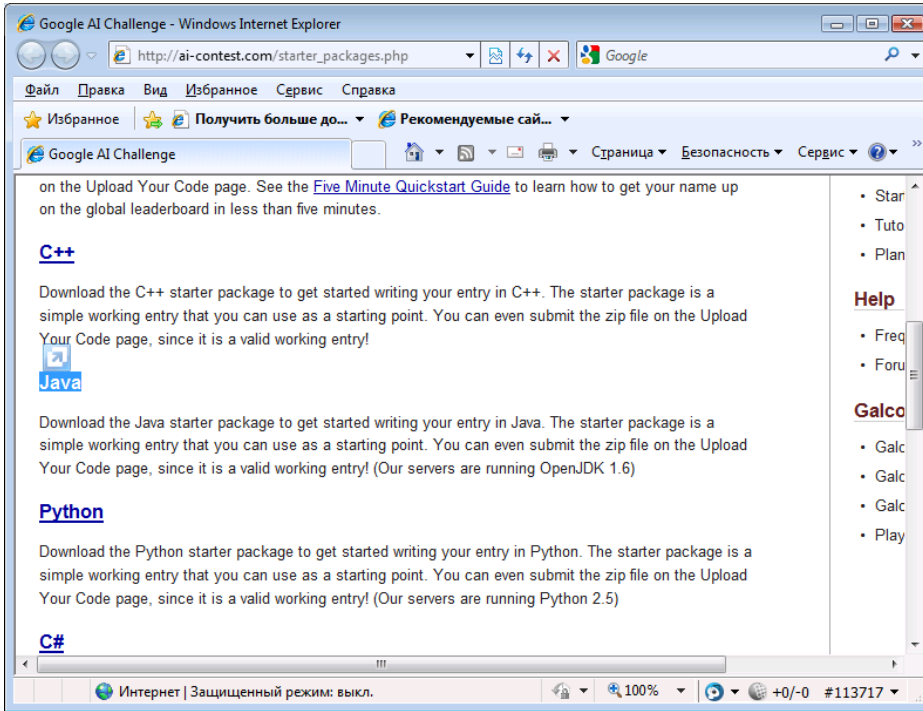 Google AI Challenge - Windows Internet Explorer
http://ai-contest.com/starter_packages.php
Google
Файл Правка Вид Избранное Сервис Справка
Избранное Получить больше до... Рекомендуемые сай...
Google AI Challenge Страница Безопасность Сервис
on the Upload Your Code page. See the Five Minute Quickstart Guide to learn how to get your name up
on the global leaderboard in less than five minutes.
C++
Download the C++ starter package to get started writing your entry in C++. The starter package is a
simple working entry that you can use as a starting point. You can even submit the zip file on the Upload
Your Code page, since it is a valid working entry!
Java
Download the Java starter package to get started writing your entry in Java. The starter package is a
simple working entry that you can use as a starting point. You can even submit the zip file on the Upload
Your Code page, since it is a valid working entry! (Our servers are running OpenJDK 1.6)
Python
Download the Python starter package to get started writing your entry in Python. The starter package is a
simple working entry that you can use as a starting point. You can even submit the zip file on the Upload
Your Code page, since it is a valid working entry! (Our servers are running Python 2.5)
C#
• Star
• Tuto
• Plan
Help
• Freq
• Foru
Galco
• Galc
• Galc
• Galc
• Play
Интернет | Защищенный режим: выкл. 100% +0/-0 #113717